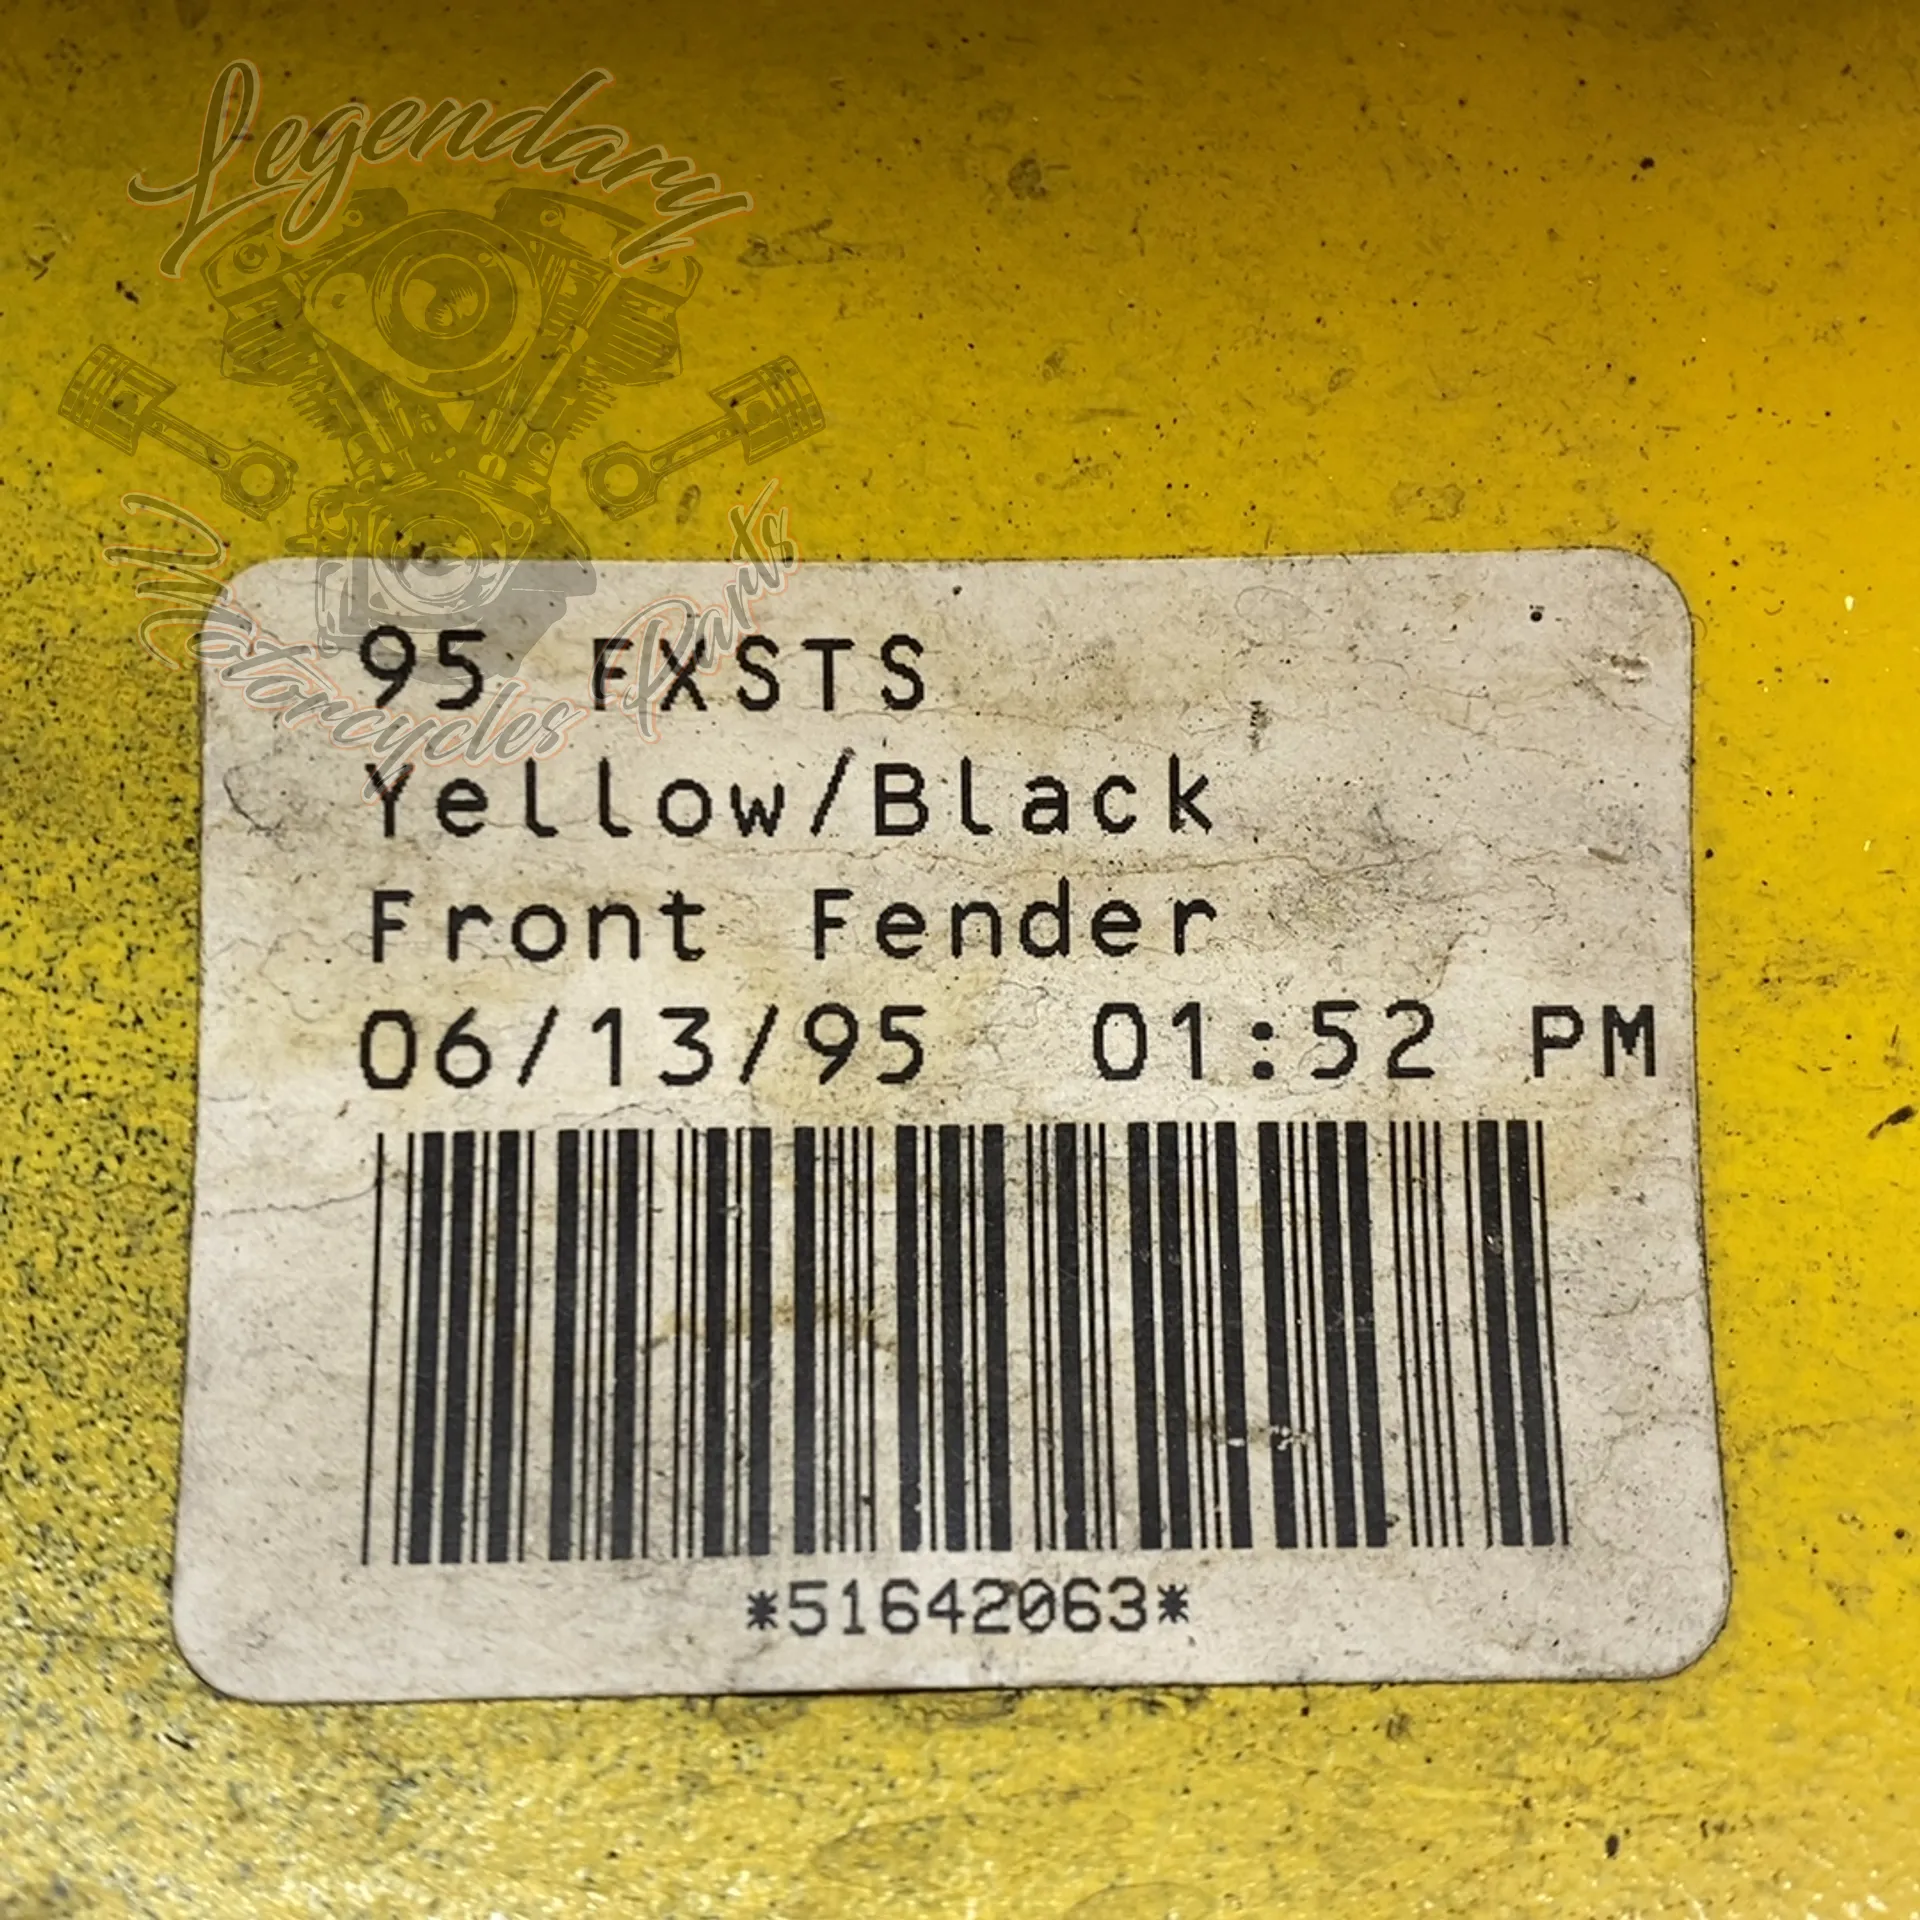 Legendary
Motorcycles Parts
95 FXSTS
Yellow/Black
Front Fender
06/13/95 01:52 PM
*51642063*